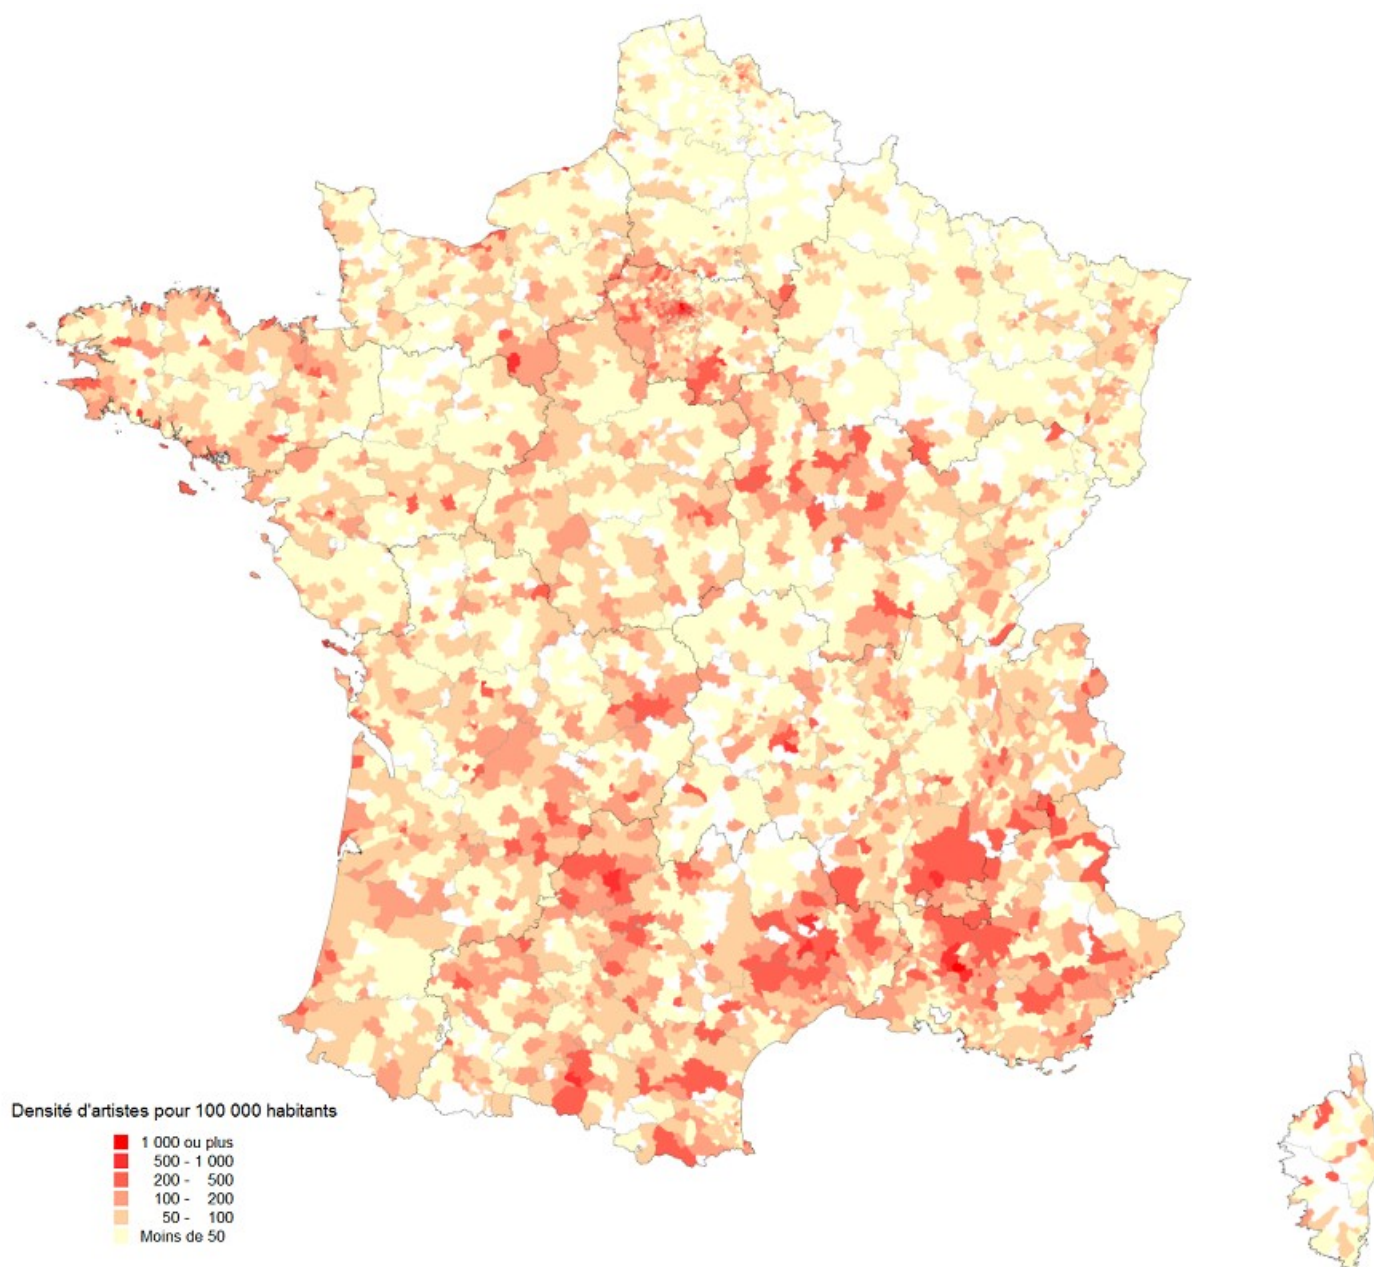 Densité d'artistes pour 100 000 habitants
1 000 ou plus
500 - 1 000
200 - 500
100 - 200
50 - 100
Moins de 50